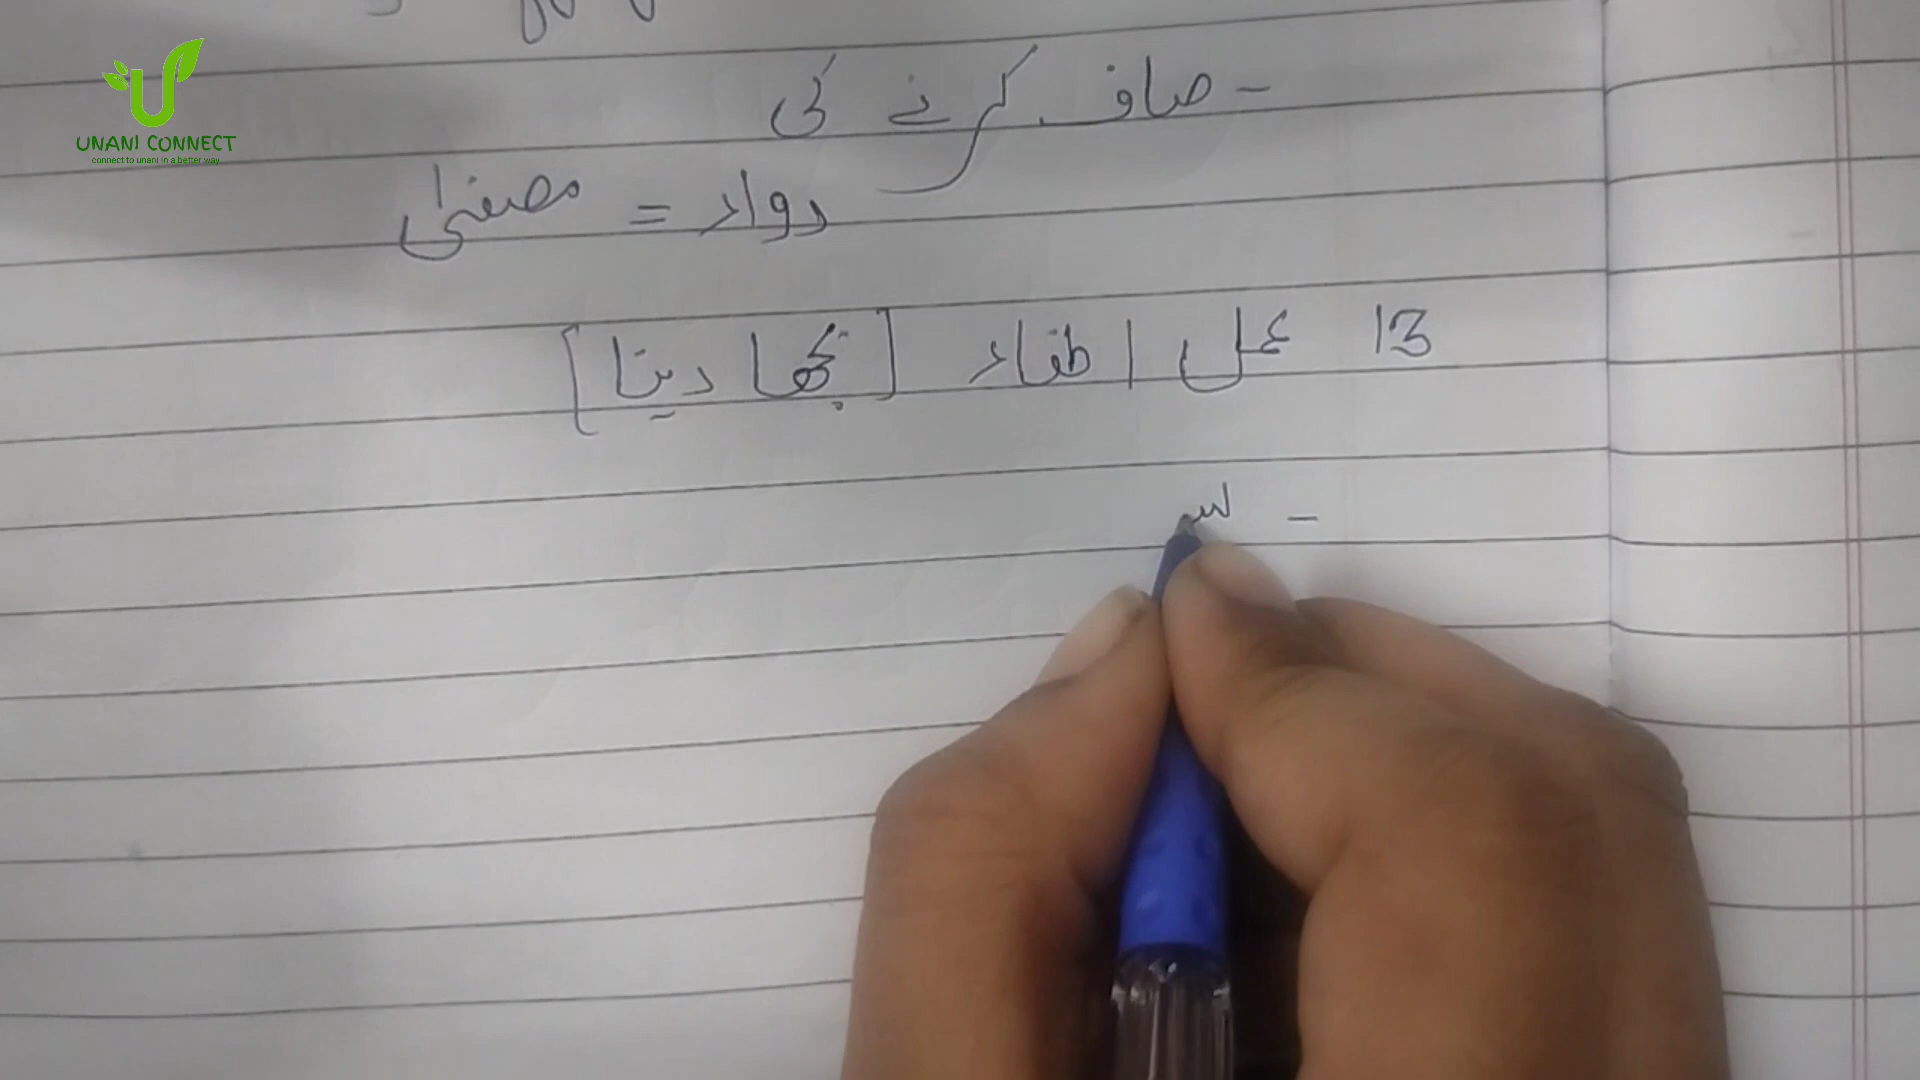 UNANI CONNECT
connect to unani in a better way
- صاف کرنے کی
دواء = مصفیٰ
13 عمل اطفاء [بجھا دینا]
-